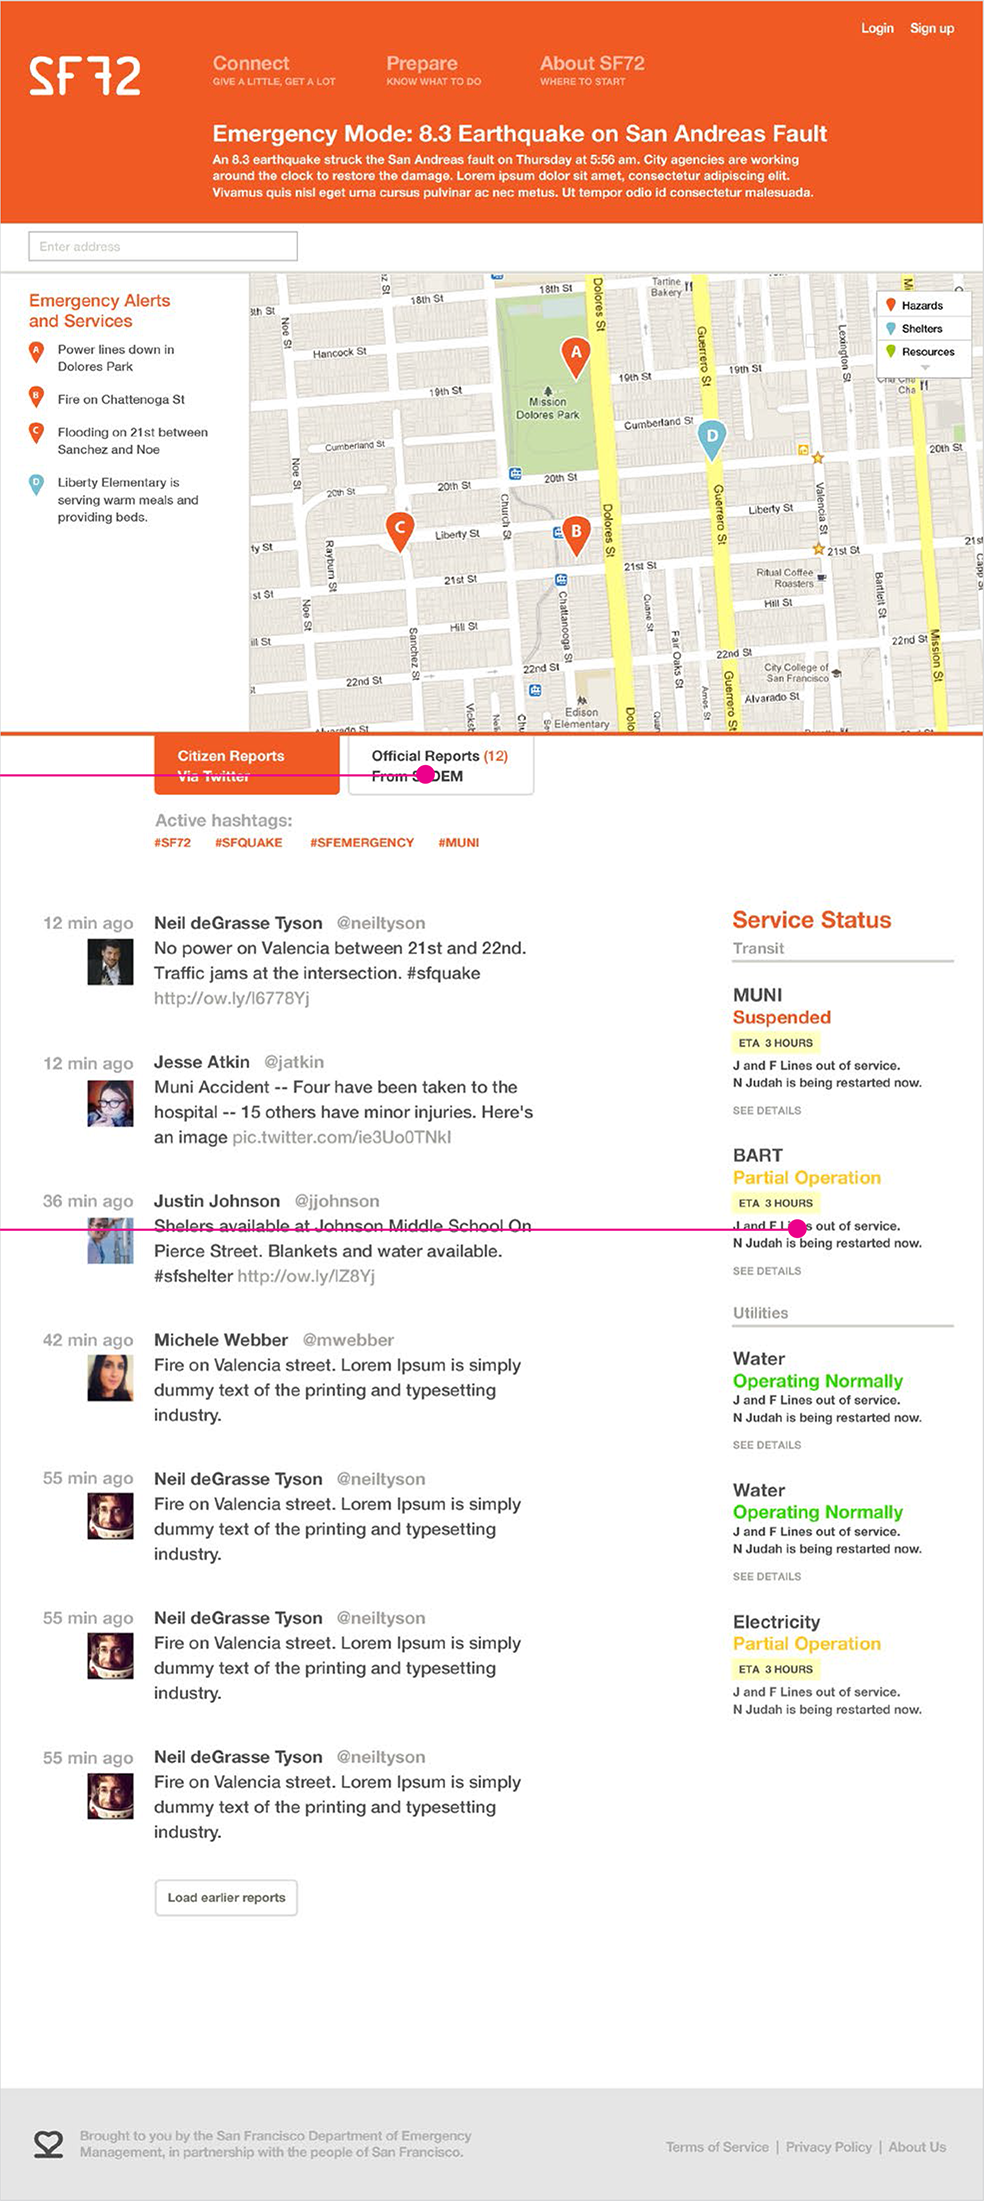 Login Sign up
SF72
Connect
GIVE A LITTLE, GET A LOT
Prepare
KNOW WHAT TO DO
About SF72
WHERE TO START
Emergency Mode: 8.3 Earthquake on San Andreas Fault
An 8.3 earthquake struck the San Andreas fault on Thursday at 5:56 am. City agencies are working
around the clock to restore the damage. Lorem ipsum dolor sit amet, consectetur adipiscing elit.
Vivamus quis nisl eget urna cursus pulvinar ac nec metus. Ut tempor odio id consectetur malesuada.
Enter address
Emergency Alerts
and Services
A
Power lines down in
Dolores Park
B
Fire on Chattenoga St
C
Flooding on 21st between
Sanchez and Noe
D
Liberty Elementary is
serving warm meals and
providing beds.
Hazards
Shelters
Resources
18th St
18th St
Tartine
Bakery
Dolores St
Noe St
Hancock St
Guerrero St
Lexington St
A
19th St
19th St
19th St
Mission
Dolores Park
Cumberland St
D
Cumberland St
20th St
Noe St
20th St
20th St
20th St
Church St
Valencia St
Guerrero St
Dolores St
Liberty St
C
B
Liberty St
21st St
Rayburn St
21st St
21st St
Ritual Coffee
Roasters
Bartlett St
Noe St
Chattanooga St
Quane St
Hill St
Hill St
Sanchez St
Fair Oaks St
22nd St
Mission St
22nd St
22nd St
22nd St
City College of
San Francisco
Guerrero St
Ames St
Alvarado St
Edison
Elementary
Citizen Reports
Via Twitter
Official Reports (12)
From
Active hashtags:
#SF72 #SFQUAKE #SFEMERGENCY #MUNI
12 min ago
Neil deGrasse Tyson @neiltyson
No power on Valencia between 21st and 22nd.
Traffic jams at the intersection. #sfquake
http://ow.ly/l6778Yj
12 min ago
Jesse Atkin @jatkin
Muni Accident -- Four have been taken to the
hospital -- 15 others have minor injuries. Here's
an image pic.twitter.com/ie3Uo0TNkl
36 min ago
Justin Johnson @jjohnson
Shelers available at Johnson Middle School On
Pierce Street. Blankets and water available.
#sfshelter http://ow.ly/lZ8Yj
42 min ago
Michele Webber @mwebber
Fire on Valencia street. Lorem Ipsum is simply
dummy text of the printing and typesetting
industry.
55 min ago
Neil deGrasse Tyson @neiltyson
Fire on Valencia street. Lorem Ipsum is simply
dummy text of the printing and typesetting
industry.
55 min ago
Neil deGrasse Tyson @neiltyson
Fire on Valencia street. Lorem Ipsum is simply
dummy text of the printing and typesetting
industry.
55 min ago
Neil deGrasse Tyson @neiltyson
Fire on Valencia street. Lorem Ipsum is simply
dummy text of the printing and typesetting
industry.
Load earlier reports
Service Status
Transit
MUNI
Suspended
ETA 3 HOURS
J and F Lines out of service.
N Judah is being restarted now.
SEE DETAILS
BART
Partial Operation
ETA 3 HOURS
J and F Lines out of service.
N Judah is being restarted now.
SEE DETAILS
Utilities
Water
Operating Normally
J and F Lines out of service.
N Judah is being restarted now.
SEE DETAILS
Water
Operating Normally
J and F Lines out of service.
N Judah is being restarted now.
SEE DETAILS
Electricity
Partial Operation
ETA 3 HOURS
J and F Lines out of service.
N Judah is being restarted now.
Brought to you by the San Francisco Department of Emergency
Management, in partnership with the people of San Francisco.
Terms of Service | Privacy Policy | About Us